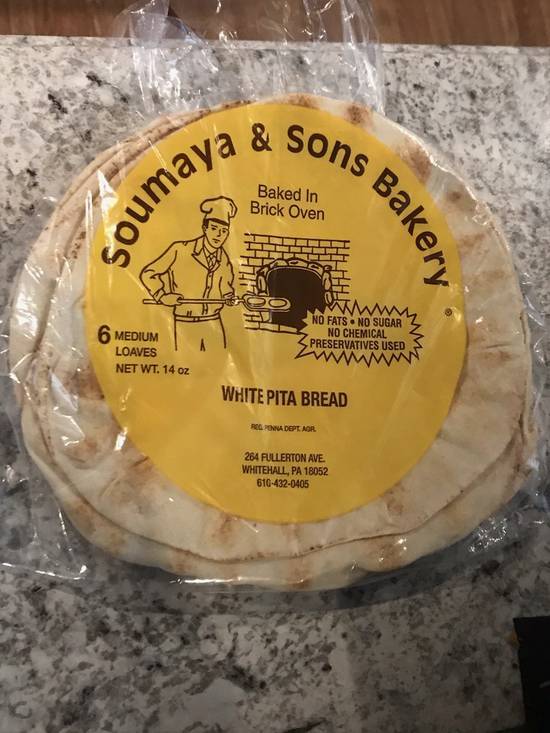 Soumaya & Sons Bakery ®
Baked In
Brick Oven
NO FATS • NO SUGAR
NO CHEMICAL
PRESERVATIVES USED
6 MEDIUM
LOAVES
NET WT. 14 oz
WHITE PITA BREAD
REG. PENNA DEPT. AGR.
264 FULLERTON AVE.
WHITEHALL, PA 18052
610-432-0405